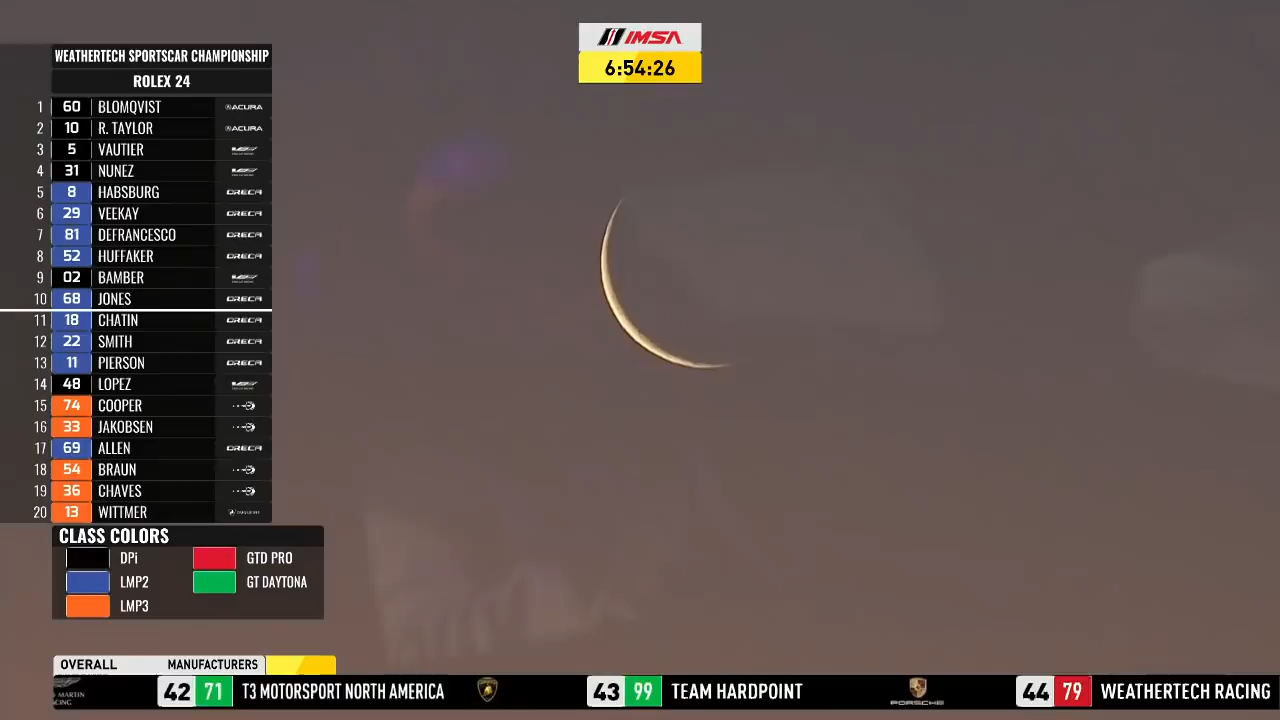 IMSA
6:54:26
WEATHERTECH SPORTSCAR CHAMPIONSHIP
ROLEX 24
1 60 BLOMQVIST ACURA
2 10 R. TAYLOR ACURA
3 5 VAUTIER
4 31 NUNEZ
5 8 HABSBURG ORECA
6 29 VEEKAY ORECA
7 81 DEFRANCESCO ORECA
8 52 HUFFAKER ORECA
9 02 BAMBER
10 68 JONES ORECA
11 18 CHATIN ORECA
12 22 SMITH ORECA
13 11 PIERSON ORECA
14 48 LOPEZ
15 74 COOPER
16 33 JAKOBSEN
17 69 ALLEN ORECA
18 54 BRAUN
19 36 CHAVES
20 13 WITTMER
CLASS COLORS
DPi GTD PRO
LMP2 GT DAYTONA
LMP3
OVERALL MANUFACTURERS
42 71 T3 MOTORSPORT NORTH AMERICA 43 99 TEAM HARDPOINT PORSCHE 44 79 WEATHERTECH RACING